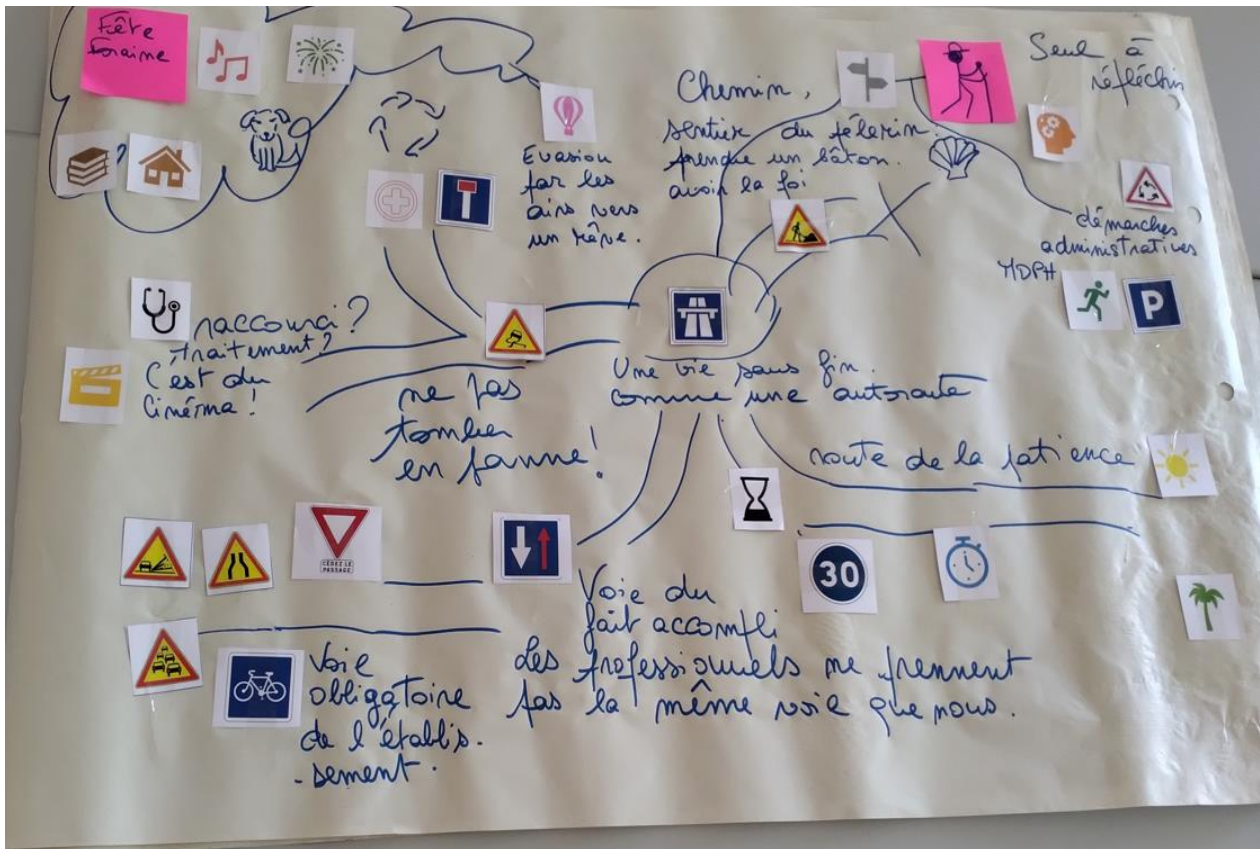 Fête
Foraine
Evasion
par les
airs vers
un rêve.
Chemin,
sentier du pèlerin.
prendre un bâton.
avoir la foi
Seul à
réfléchir
démarches
administratives
MDPH
P
raccourci?
Traitement?
C'est du
Cinéma!
ne pas
tomber
en panne!
Une vie sans fin.
comme une autoroute
route de la patience
CÉDEZ LE
PASSAGE
30
Voie du
fait accompli
Les professionnels ne prennent
pas la même voie que nous.
Voie
obligatoire
de l'établis-
-sement.